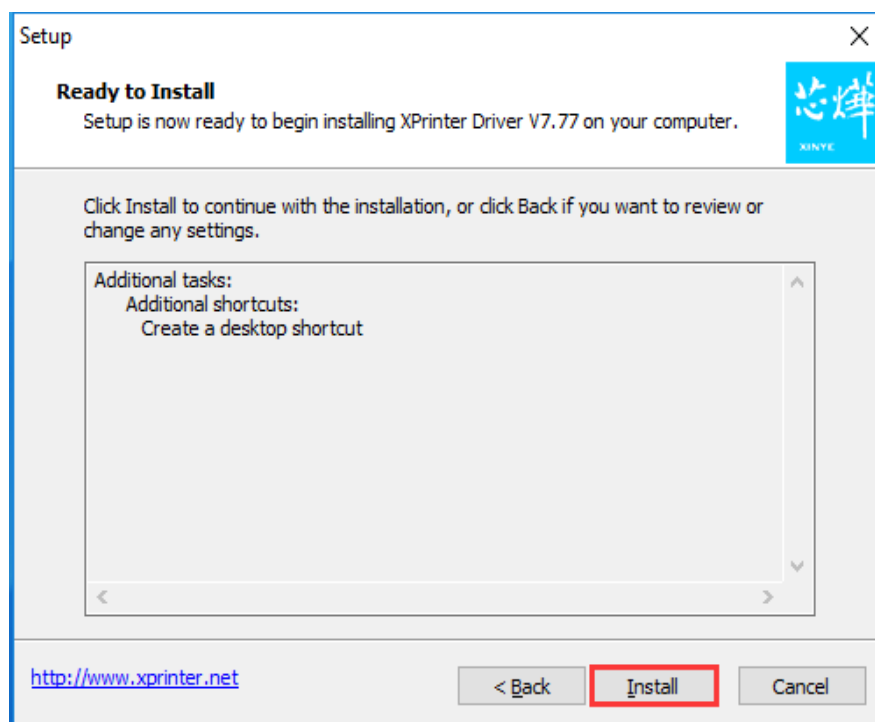 Setup
Ready to Install
Setup is now ready to begin installing XPrinter Driver V7.77 on your computer.
芯烨
XINYE
Click Install to continue with the installation, or click Back if you want to review or
change any settings.
Additional tasks:
Additional shortcuts:
Create a desktop shortcut
http://www.xprinter.net
< Back
Install
Cancel